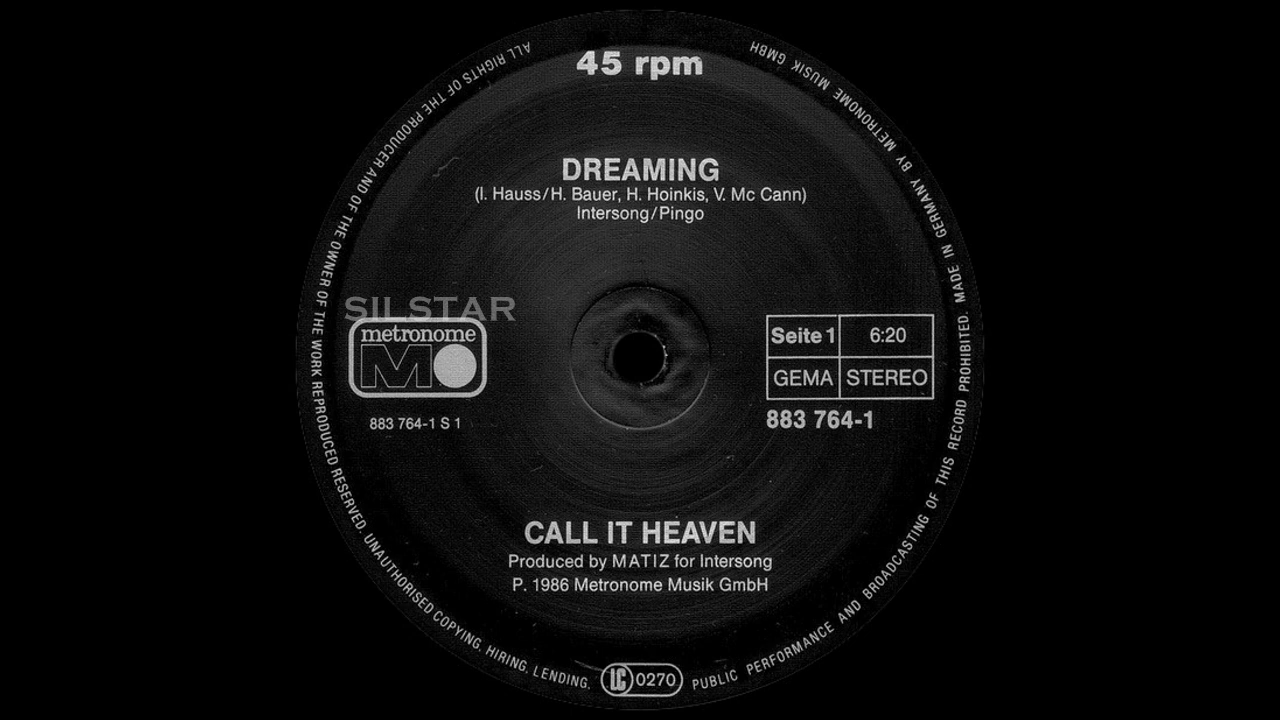 45 rpm
DREAMING
(I. Hauss/H. Bauer, H. Hoinkis, V. Mc Cann)
Intersong/Pingo
SILSTAR
metronome
M
883 764-1 S 1
Seite 1 6:20
GEMA STEREO
883 764-1
CALL IT HEAVEN
Produced by MATIZ for Intersong
P. 1986 Metronome Musik GmbH
ALL RIGHTS OF THE PRODUCER AND OF THE OWNER OF THE WORK REPRODUCED RESERVED. UNAUTHORISED COPYING, HIRING, LENDING, LC 0270 PUBLIC PERFORMANCE AND BROADCASTING OF THIS RECORD PROHIBITED. MADE IN GERMANY BY METRONOME MUSIK GMBH